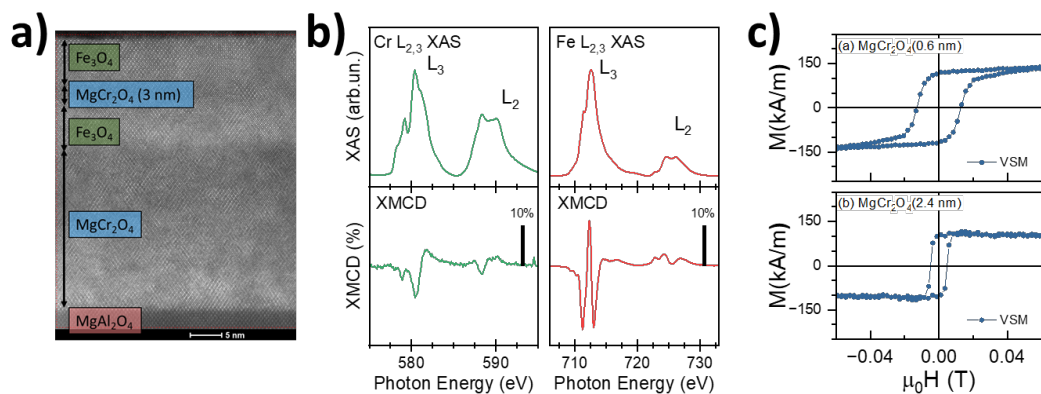 a)
Fe₃O₄
MgCr₂O₄ (3 nm)
Fe₃O₄
MgCr₂O₄
MgAl₂O₄
5 nm
b)
Cr L₂,₃ XAS
L₃
L₂
XAS (arb.un.)
XMCD
10%
XMCD (%)
580 590
Photon Energy (eV)
Fe L₂,₃ XAS
L₃
L₂
XMCD
10%
710 720 730
Photon Energy (eV)
c)
(a) MgCr₂O₄(0.6 nm)
150
0
−150
M(kA/m)
VSM
(b) MgCr₂O₄(2.4 nm)
150
0
−150
M(kA/m)
VSM
−0.04 0.00 0.04
μ₀H (T)